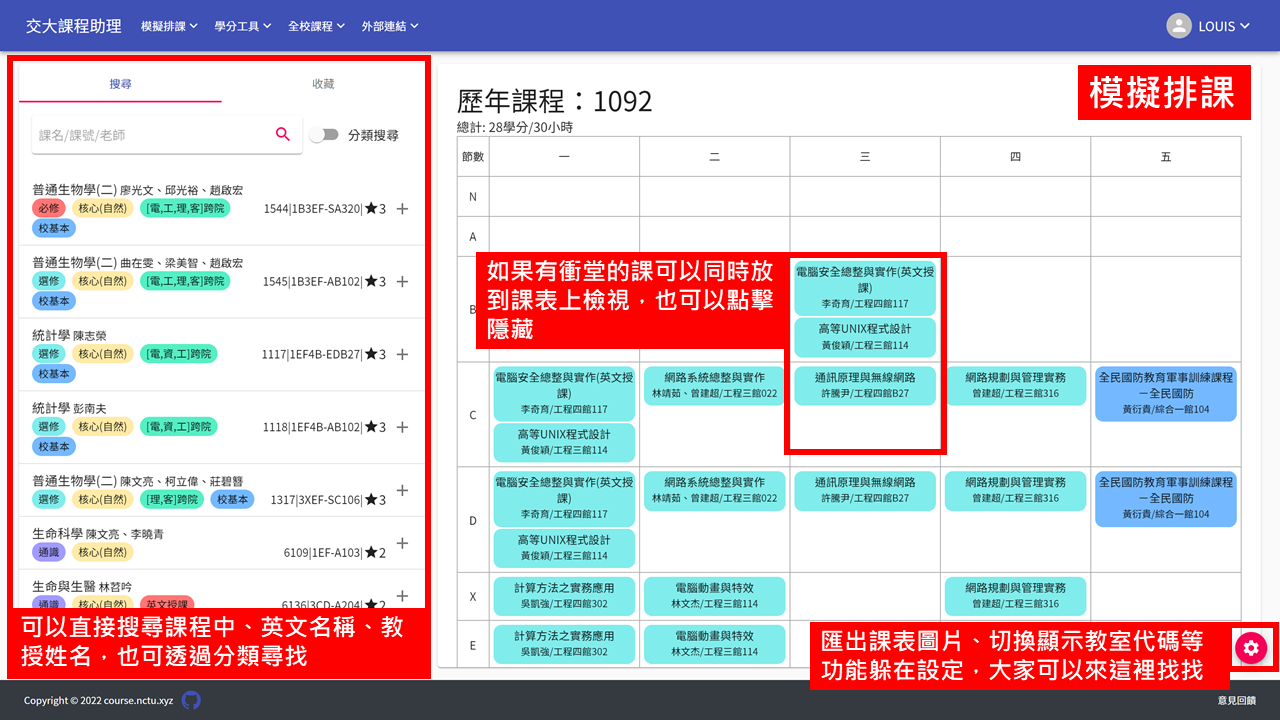 交大課程助理 模擬排課 學分工具 全校課程 外部連結 LOUIS
搜尋 收藏
課名/課號/老師 分類搜尋
普通生物學(二) 廖光文、邱光裕、趙啟宏
必修 核心(自然) [電,工,理,客]跨院 1544|1B3EF-SA320|★3 +
校基本
普通生物學(二) 曲在雯、梁美智、趙啟宏
選修 核心(自然) [電,工,理,客]跨院 1545|1B3EF-AB102|★3 +
校基本
統計學 陳志榮
選修 核心(自然) [電,資,工]跨院 1117|1EF4B-EDB27|★3 +
校基本
統計學 彭南夫
選修 核心(自然) [電,資,工]跨院 1118|1EF4B-AB102|★3 +
校基本
普通生物學(二) 陳文亮、柯立偉、莊碧簪
選修 核心(自然) [理,客]跨院 校基本 1317|3XEF-SC106|★3 +
生命科學 陳文亮、李曉青
通識 核心(自然) 6109|1EF-A103|★2 +
生命與生醫 林苕吟
通識 核心(自然) 英文授課 6136|3CD-A204|★2 +
可以直接搜尋課程中、英文名稱、教
授姓名，也可透過分類尋找
模擬排課
歷年課程：1092
總計: 28學分/30小時
節數 一 二 三 四 五
N
A
B
如果有衝堂的課可以同時放
到課表上檢視，也可以點擊
隱藏
電腦安全總整與實作(英文授
課)
李奇育/工程四館117
高等UNIX程式設計
黃俊穎/工程三館114
C
電腦安全總整與實作(英文授
課)
李奇育/工程四館117
高等UNIX程式設計
黃俊穎/工程三館114
網路系統總整與實作
林靖茹、曾建超/工程三館022
通訊原理與無線網路
許騰尹/工程四館B27
網路規劃與管理實務
曾建超/工程三館316
全民國防教育軍事訓練課程
－全民國防
黃衍貴/綜合一館104
D
電腦安全總整與實作(英文授
課)
李奇育/工程四館117
高等UNIX程式設計
黃俊穎/工程三館114
網路系統總整與實作
林靖茹、曾建超/工程三館022
通訊原理與無線網路
許騰尹/工程四館B27
網路規劃與管理實務
曾建超/工程三館316
全民國防教育軍事訓練課程
－全民國防
黃衍貴/綜合一館104
X
計算方法之實務應用
吳凱強/工程四館302
電腦動畫與特效
林文杰/工程三館114
網路規劃與管理實務
曾建超/工程三館316
E
計算方法之實務應用
吳凱強/工程四館302
電腦動畫與特效
林文杰/工程三館114
匯出課表圖片、切換顯示教室代碼等
功能躲在設定，大家可以來這裡找找
Copyright © 2022 course.nctu.xyz 意見回饋